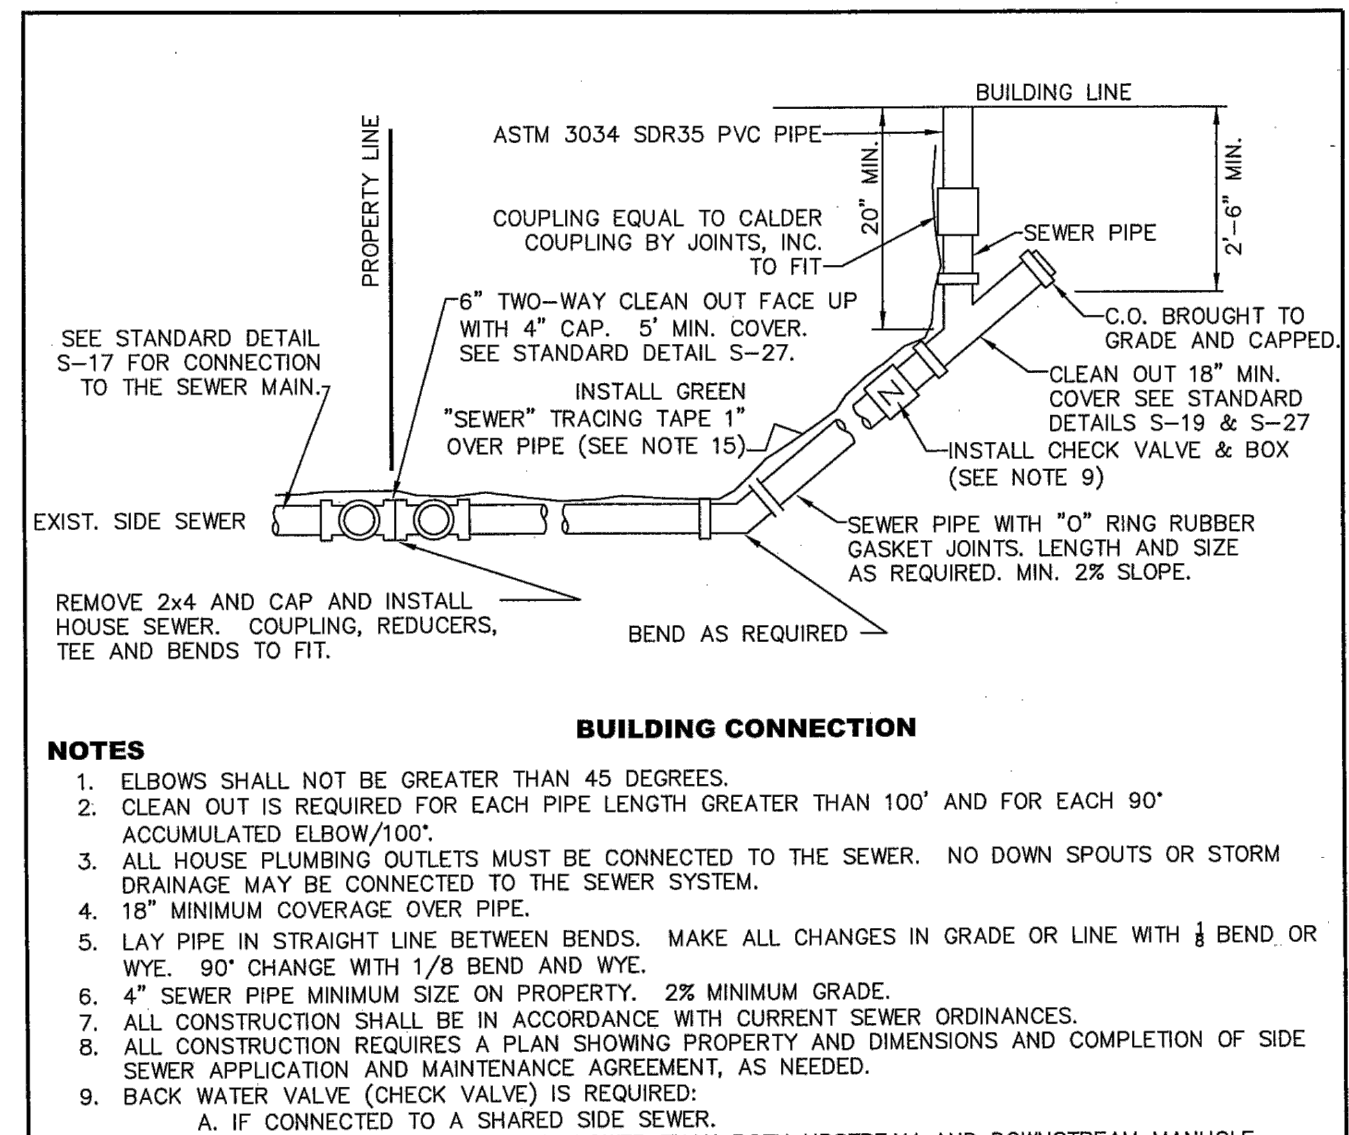 BUILDING LINE
PROPERTY LINE
ASTM 3034 SDR35 PVC PIPE
20" MIN.
2'-6" MIN.
COUPLING EQUAL TO CALDER
COUPLING BY JOINTS, INC.
TO FIT
SEWER PIPE
6" TWO-WAY CLEAN OUT FACE UP
WITH 4" CAP. 5' MIN. COVER.
SEE STANDARD DETAIL S-27.
C.O. BROUGHT TO
GRADE AND CAPPED.
SEE STANDARD DETAIL
S-17 FOR CONNECTION
TO THE SEWER MAIN.
INSTALL GREEN
"SEWER" TRACING TAPE 1"
OVER PIPE (SEE NOTE 15)
CLEAN OUT 18" MIN.
COVER SEE STANDARD
DETAILS S-19 & S-27
Z
INSTALL CHECK VALVE & BOX
(SEE NOTE 9)
EXIST. SIDE SEWER
SEWER PIPE WITH "O" RING RUBBER
GASKET JOINTS. LENGTH AND SIZE
AS REQUIRED. MIN. 2% SLOPE.
REMOVE 2x4 AND CAP AND INSTALL
HOUSE SEWER. COUPLING, REDUCERS,
TEE AND BENDS TO FIT.
BEND AS REQUIRED
BUILDING CONNECTION
NOTES
1. ELBOWS SHALL NOT BE GREATER THAN 45 DEGREES.
2. CLEAN OUT IS REQUIRED FOR EACH PIPE LENGTH GREATER THAN 100' AND FOR EACH 90°
ACCUMULATED ELBOW/100°.
3. ALL HOUSE PLUMBING OUTLETS MUST BE CONNECTED TO THE SEWER. NO DOWN SPOUTS OR STORM
DRAINAGE MAY BE CONNECTED TO THE SEWER SYSTEM.
4. 18" MINIMUM COVERAGE OVER PIPE.
5. LAY PIPE IN STRAIGHT LINE BETWEEN BENDS. MAKE ALL CHANGES IN GRADE OR LINE WITH 1/8 BEND OR
WYE. 90° CHANGE WITH 1/8 BEND AND WYE.
6. 4" SEWER PIPE MINIMUM SIZE ON PROPERTY. 2% MINIMUM GRADE.
7. ALL CONSTRUCTION SHALL BE IN ACCORDANCE WITH CURRENT SEWER ORDINANCES.
8. ALL CONSTRUCTION REQUIRES A PLAN SHOWING PROPERTY AND DIMENSIONS AND COMPLETION OF SIDE
SEWER APPLICATION AND MAINTENANCE AGREEMENT, AS NEEDED.
9. BACK WATER VALVE (CHECK VALVE) IS REQUIRED:
A. IF CONNECTED TO A SHARED SIDE SEWER.